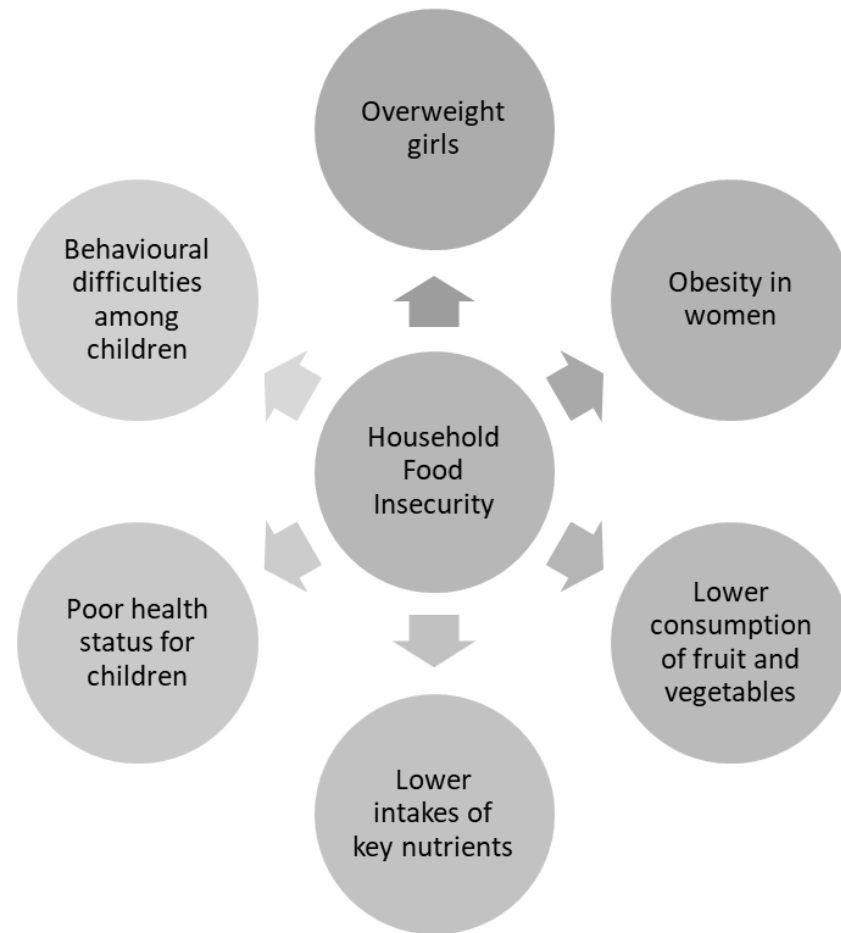 Overweight
girls
Obesity in
women
Lower
consumption
of fruit and
vegetables
Lower
intakes of
key nutrients
Poor health
status for
children
Behavioural
difficulties
among
children
Household
Food
Insecurity